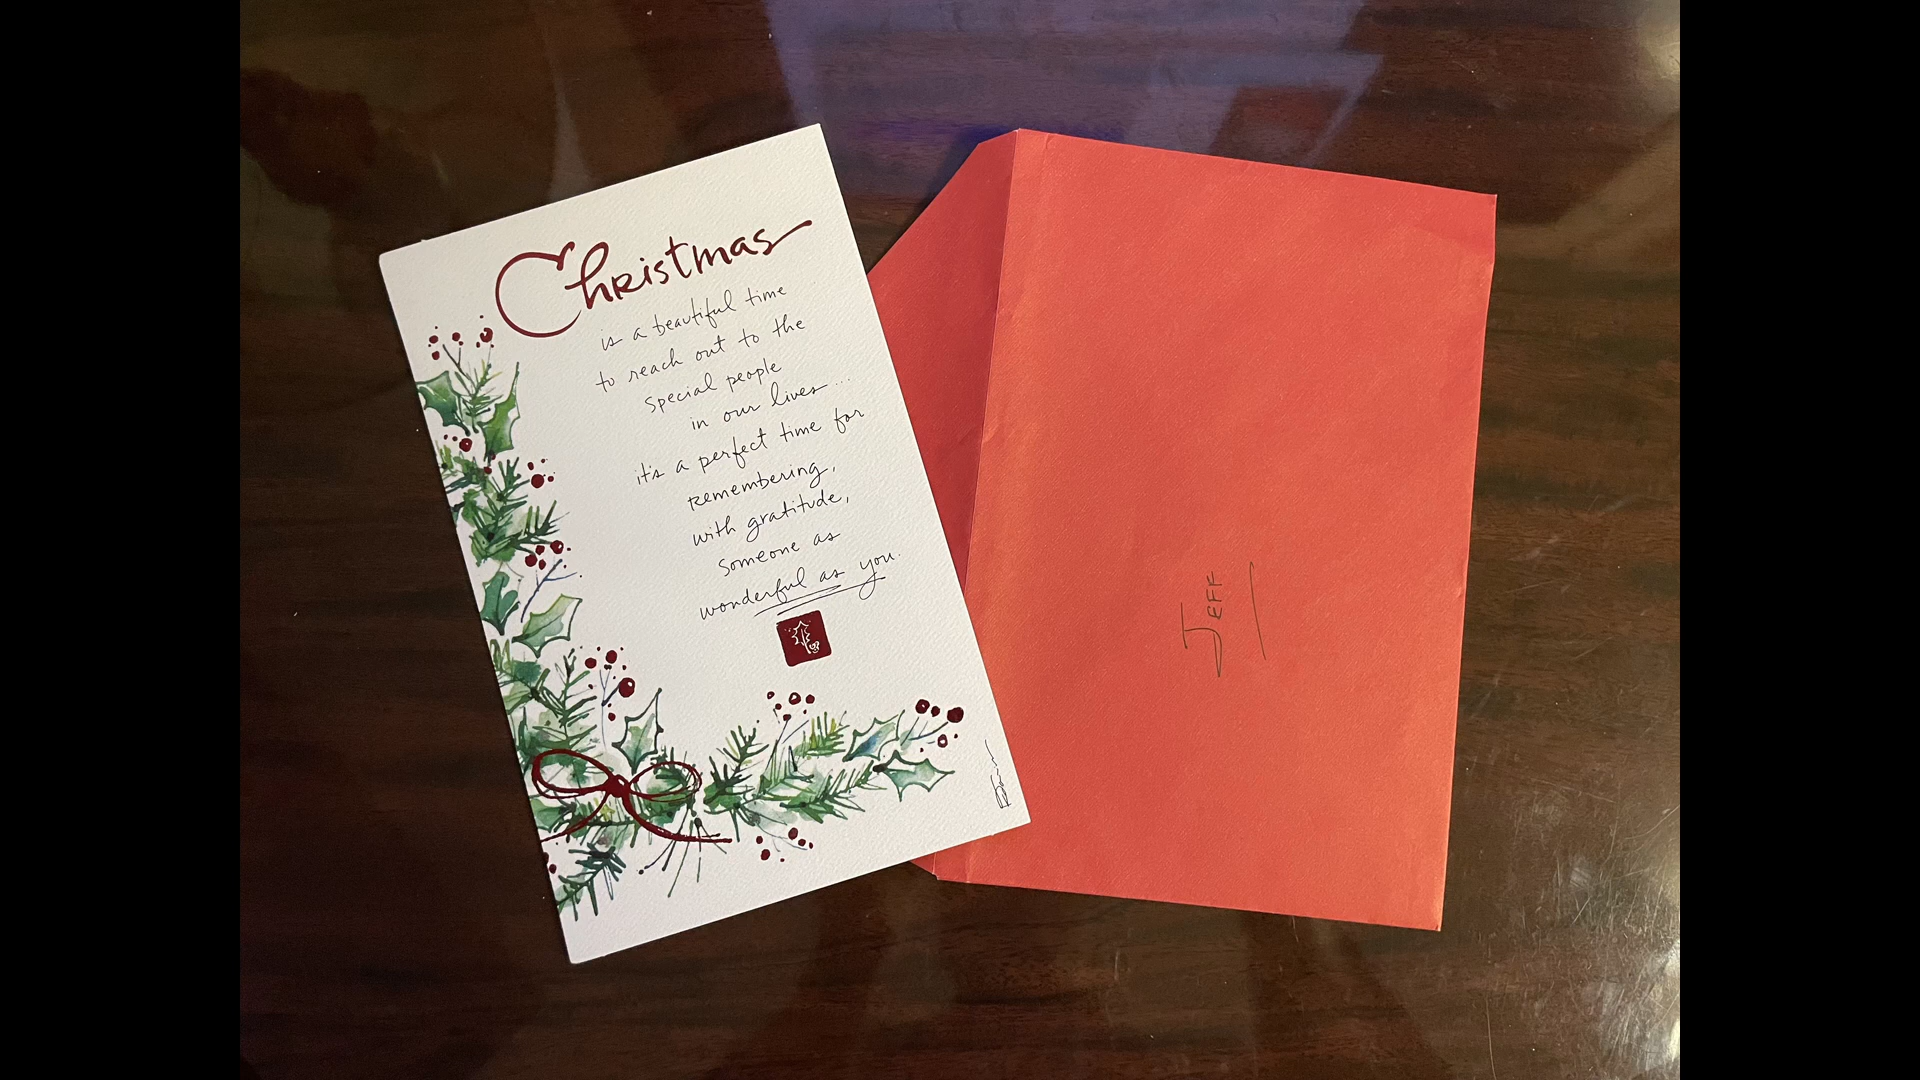 Christmas
is a beautiful time
to reach out to the
special people
in our lives...
it's a perfect time for
remembering,
with gratitude,
someone as
wonderful as you.
JEFF